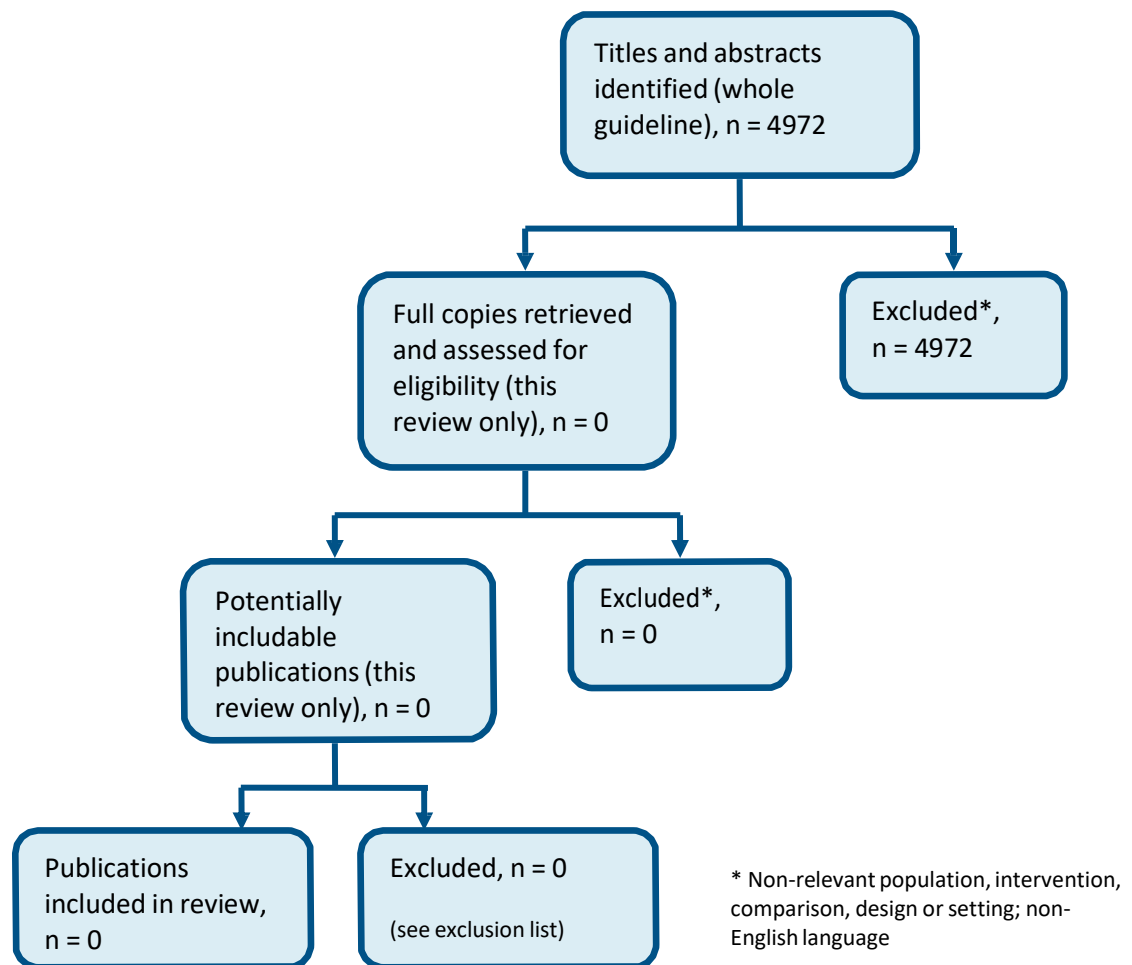 Titles and abstracts
identified (whole
guideline), n = 4972
Full copies retrieved
and assessed for
eligibility (this
review only), n = 0
Excluded*,
n = 4972
Potentially
includable
publications (this
review only), n = 0
Excluded*,
n = 0
Publications
included in review,
n = 0
Excluded, n = 0
(see exclusion list)
* Non-relevant population, intervention,
comparison, design or setting; non-
English language